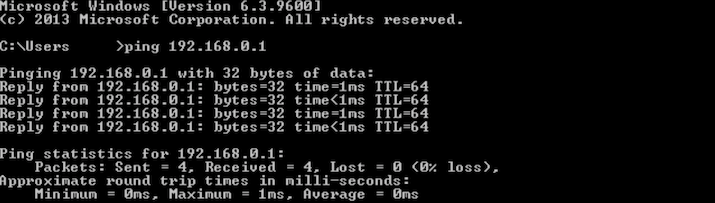 Microsoft Windows [Version 6.3.9600]
(c) 2013 Microsoft Corporation. All rights reserved.
C:\Users      >ping 192.168.0.1
Pinging 192.168.0.1 with 32 bytes of data:
Reply from 192.168.0.1: bytes=32 time=1ms TTL=64
Reply from 192.168.0.1: bytes=32 time<1ms TTL=64
Reply from 192.168.0.1: bytes=32 time=1ms TTL=64
Reply from 192.168.0.1: bytes=32 time<1ms TTL=64
Ping statistics for 192.168.0.1:
    Packets: Sent = 4, Received = 4, Lost = 0 (0% loss),
Approximate round trip times in milli-seconds:
    Minimum = 0ms, Maximum = 1ms, Average = 0ms